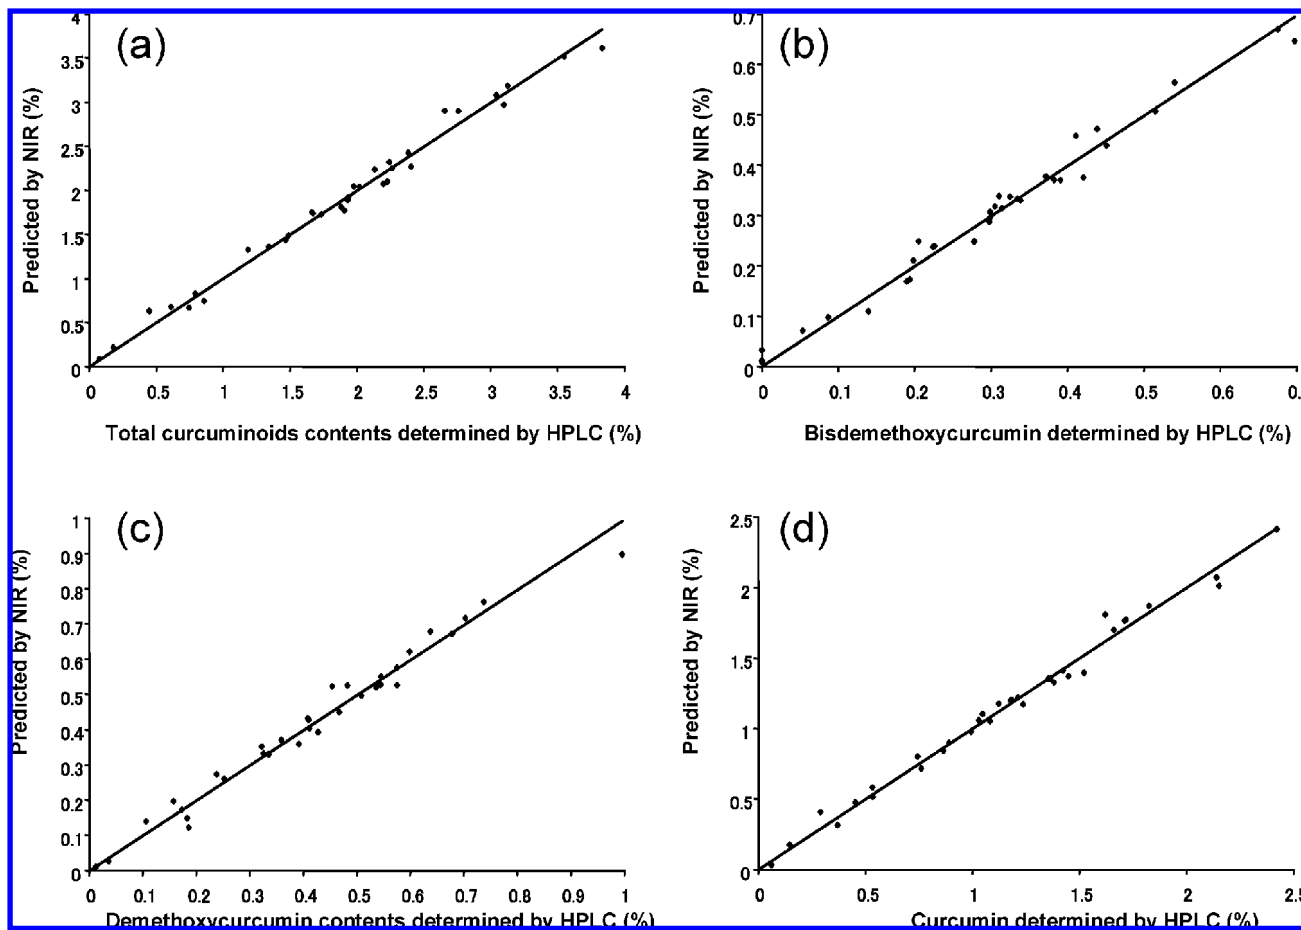 (a)
Predicted by NIR (%)
4
3.5
3
2.5
2
1.5
1
0.5
0
0 0.5 1 1.5 2 2.5 3 3.5 4
Total curcuminoids contents determined by HPLC (%)
(b)
Predicted by NIR (%)
0.7
0.6
0.5
0.4
0.3
0.2
0.1
0
0 0.1 0.2 0.3 0.4 0.5 0.6 0.
Bisdemethoxycurcumin determined by HPLC (%)
(c)
Predicted by NIR (%)
1
0.9
0.8
0.7
0.6
0.5
0.4
0.3
0.2
0.1
0
0 0.1 0.2 0.3 0.4 0.5 0.6 0.7 0.8 0.9 1
Demethoxycurcumin contents determined by HPLC (%)
(d)
Predicted by NIR (%)
2.5
2
1.5
1
0.5
0
0 0.5 1 1.5 2 2.5
Curcumin determined by HPLC (%)